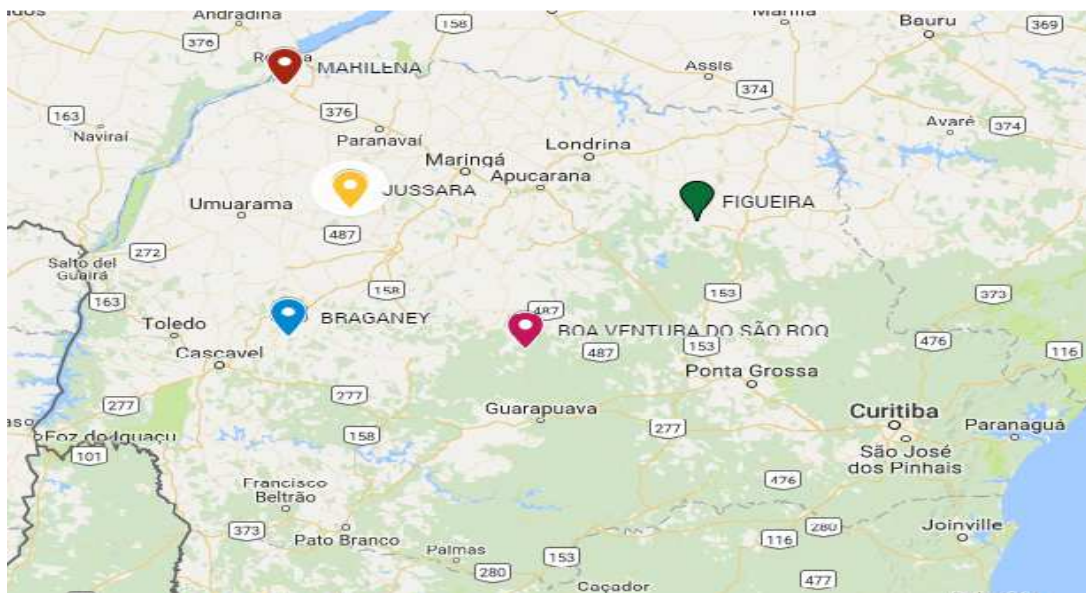 Andradina
158
Marília
Bauru
369
376
MARILENA
Assis
374
163
376
Naviraí
Paranavaí
Avaré
374
Londrina
Maringá
Apucarana
JUSSARA
Umuarama
FIGUEIRA
487
272
Salto del
Guairá
163
158
153
373
BRAGANEY
487
BOA VENTURA DO SÃO ROQ
Toledo
Cascavel
487
153
476
116
Ponta Grossa
277
277
Guarapuava
Curitiba
Paranaguá
158
277
São José
dos Pinhais
Foz do Iguaçu
101
Francisco
Beltrão
476
373
Pato Branco
Palmas
116
280
Joinville
153
280
Caçador
477